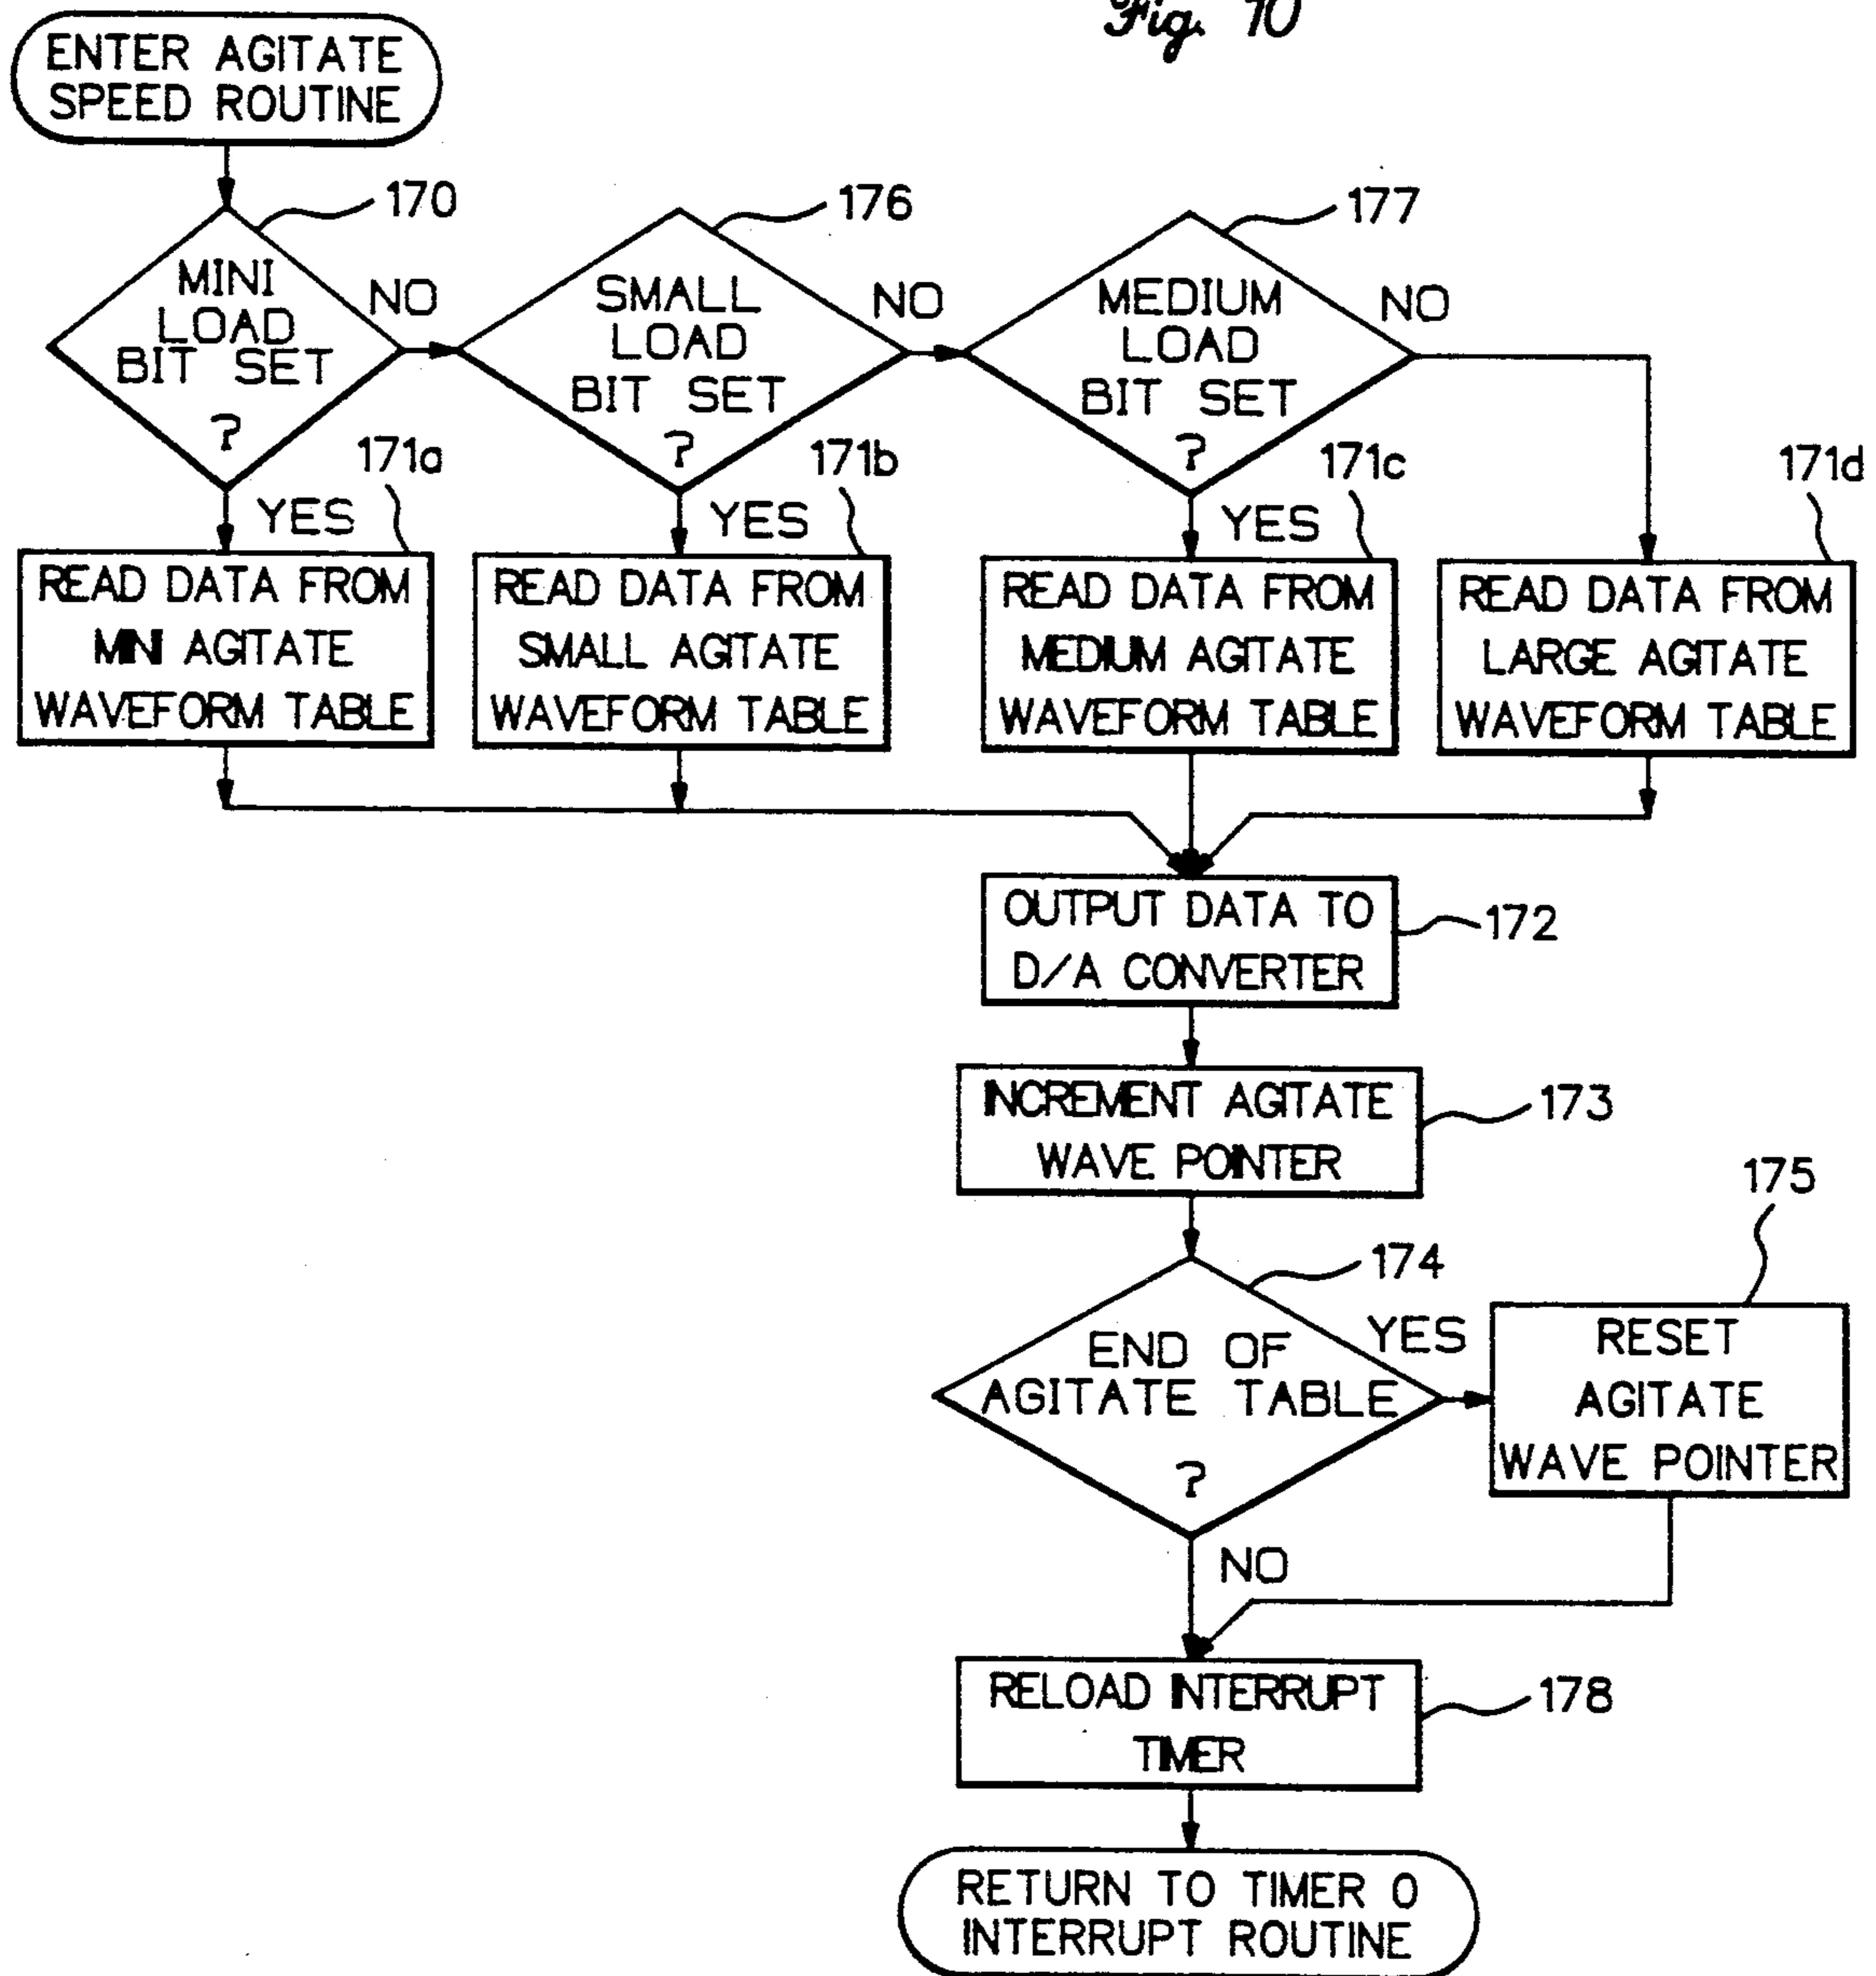 Fig. 10
ENTER AGITATE
SPEED ROUTINE
170
176
177
MINI
LOAD
BIT SET
?
NO
SMALL
LOAD
BIT SET
?
NO
MEDIUM
LOAD
BIT SET
?
NO
YES
171a
YES
171b
YES
171c
171d
READ DATA FROM
MINI AGITATE
WAVEFORM TABLE
READ DATA FROM
SMALL AGITATE
WAVEFORM TABLE
READ DATA FROM
MEDIUM AGITATE
WAVEFORM TABLE
READ DATA FROM
LARGE AGITATE
WAVEFORM TABLE
OUTPUT DATA TO
D/A CONVERTER
172
INCREMENT AGITATE
WAVE POINTER
173
174
175
END OF
AGITATE TABLE
?
YES
RESET
AGITATE
WAVE POINTER
NO
RELOAD INTERRUPT
TIMER
178
RETURN TO TIMER 0
INTERRUPT ROUTINE